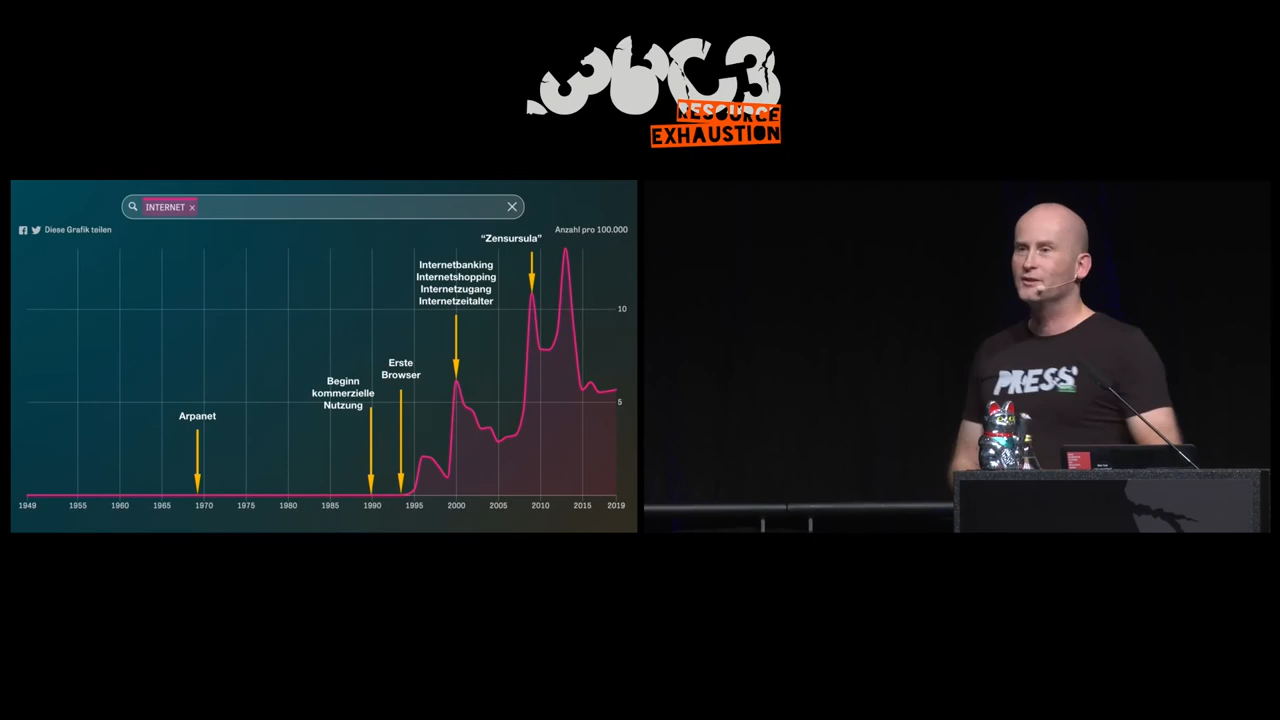 36C3
RESOURCE
EXHAUSTION
INTERNET ×
Diese Grafik teilen
Anzahl pro 100.000
“Zensursula”
Internetbanking
Internetshopping
Internetzugang
Internetzeitalter
10
Erste
Browser
Beginn
kommerzielle
Nutzung
5
Arpanet
1949 1955 1960 1965 1970 1975 1980 1985 1990 1995 2000 2005 2010 2015 2019
PRESS